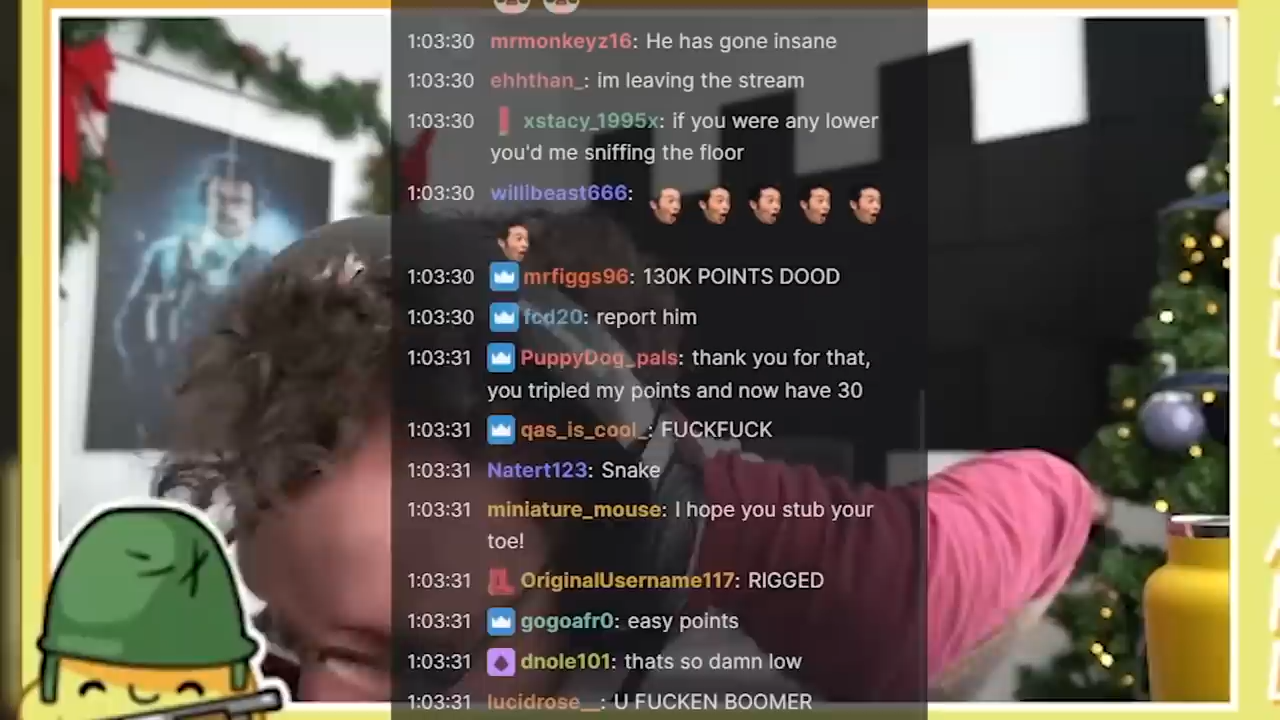 1:03:30 mrmonkeyz16: He has gone insane
1:03:30 ehhthan_: im leaving the stream
1:03:30 xstacy_1995x: if you were any lower
you'd me sniffing the floor
1:03:30 willibeast666:
1:03:30 mrfiggs96: 130K POINTS DOOD
1:03:30 fcd20: report him
1:03:31 PuppyDog_pals: thank you for that,
you tripled my points and now have 30
1:03:31 qas_is_cool_: FUCKFUCK
1:03:31 Natert123: Snake
1:03:31 miniature_mouse: I hope you stub your
toe!
1:03:31 OriginalUsername117: RIGGED
1:03:31 gogoafr0: easy points
1:03:31 dnole101: thats so damn low
1:03:31 lucidrose__: U FUCKEN BOOMER